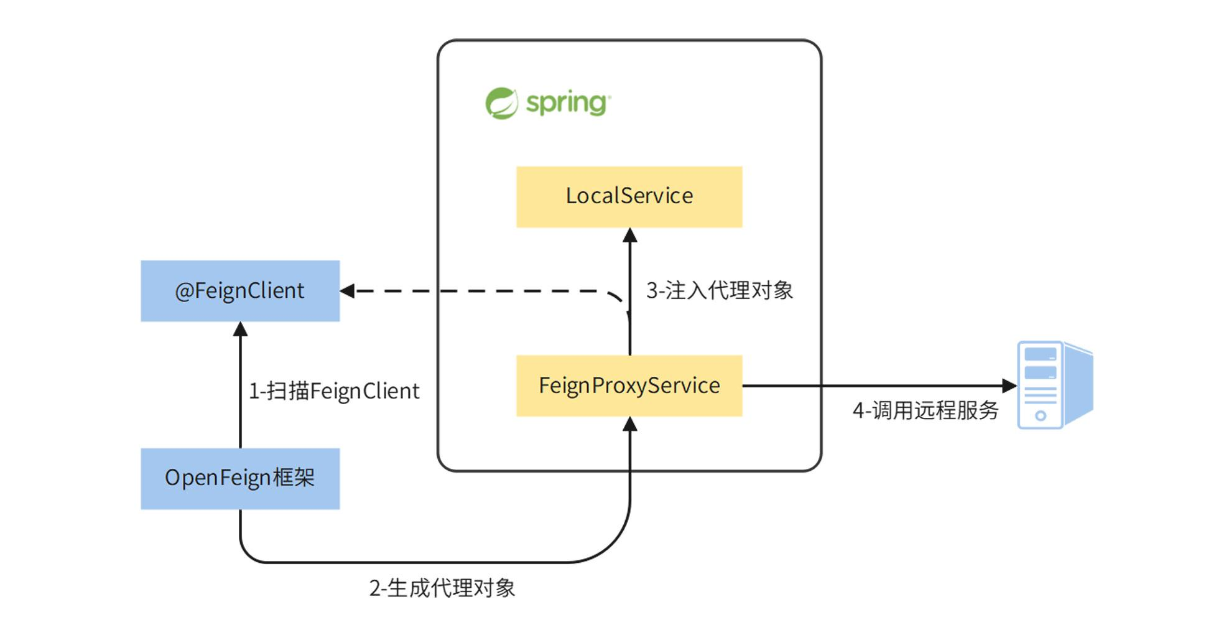 spring
LocalService
@FeignClient
3-注入代理对象
FeignProxyService
1-扫描FeignClient
4-调用远程服务
OpenFeign框架
2-生成代理对象